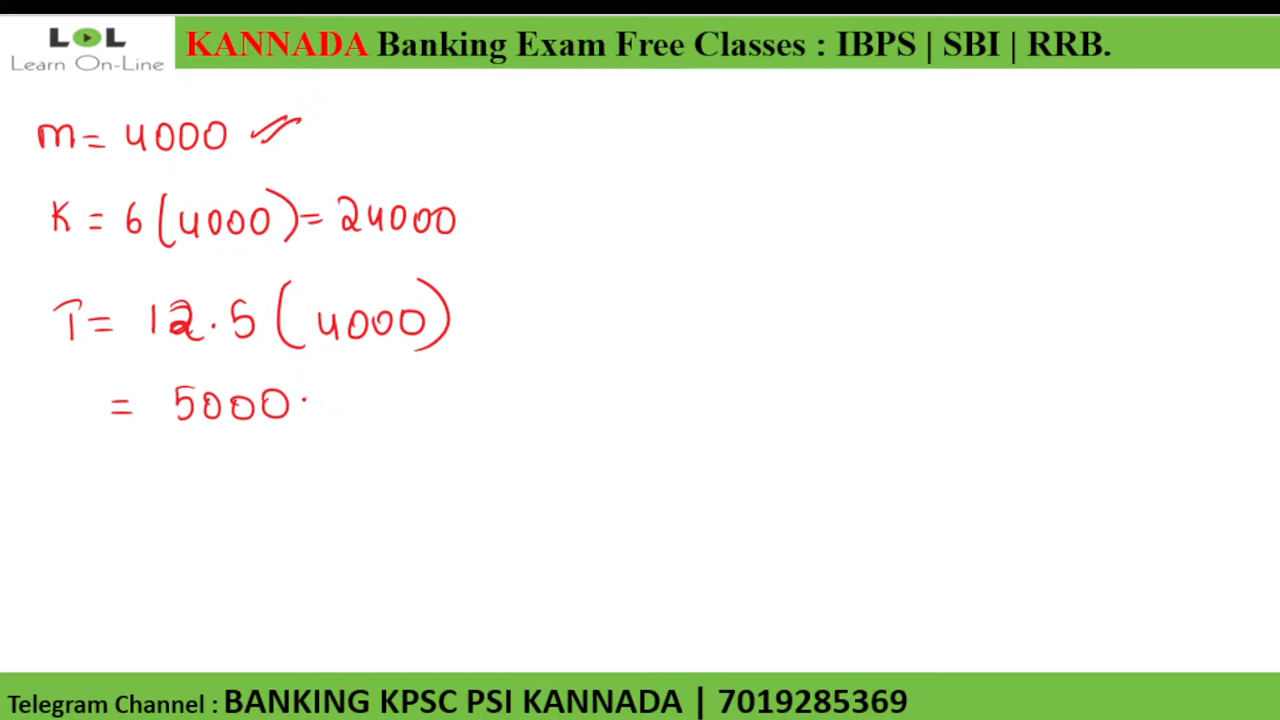 LOL
Learn On-Line
KANNADA Banking Exam Free Classes : IBPS | SBI | RRB.
m = 4000
K = 6(4000) = 24000
T = 12.5(4000)
= 5000.
Telegram Channel : BANKING KPSC PSI KANNADA | 7019285369